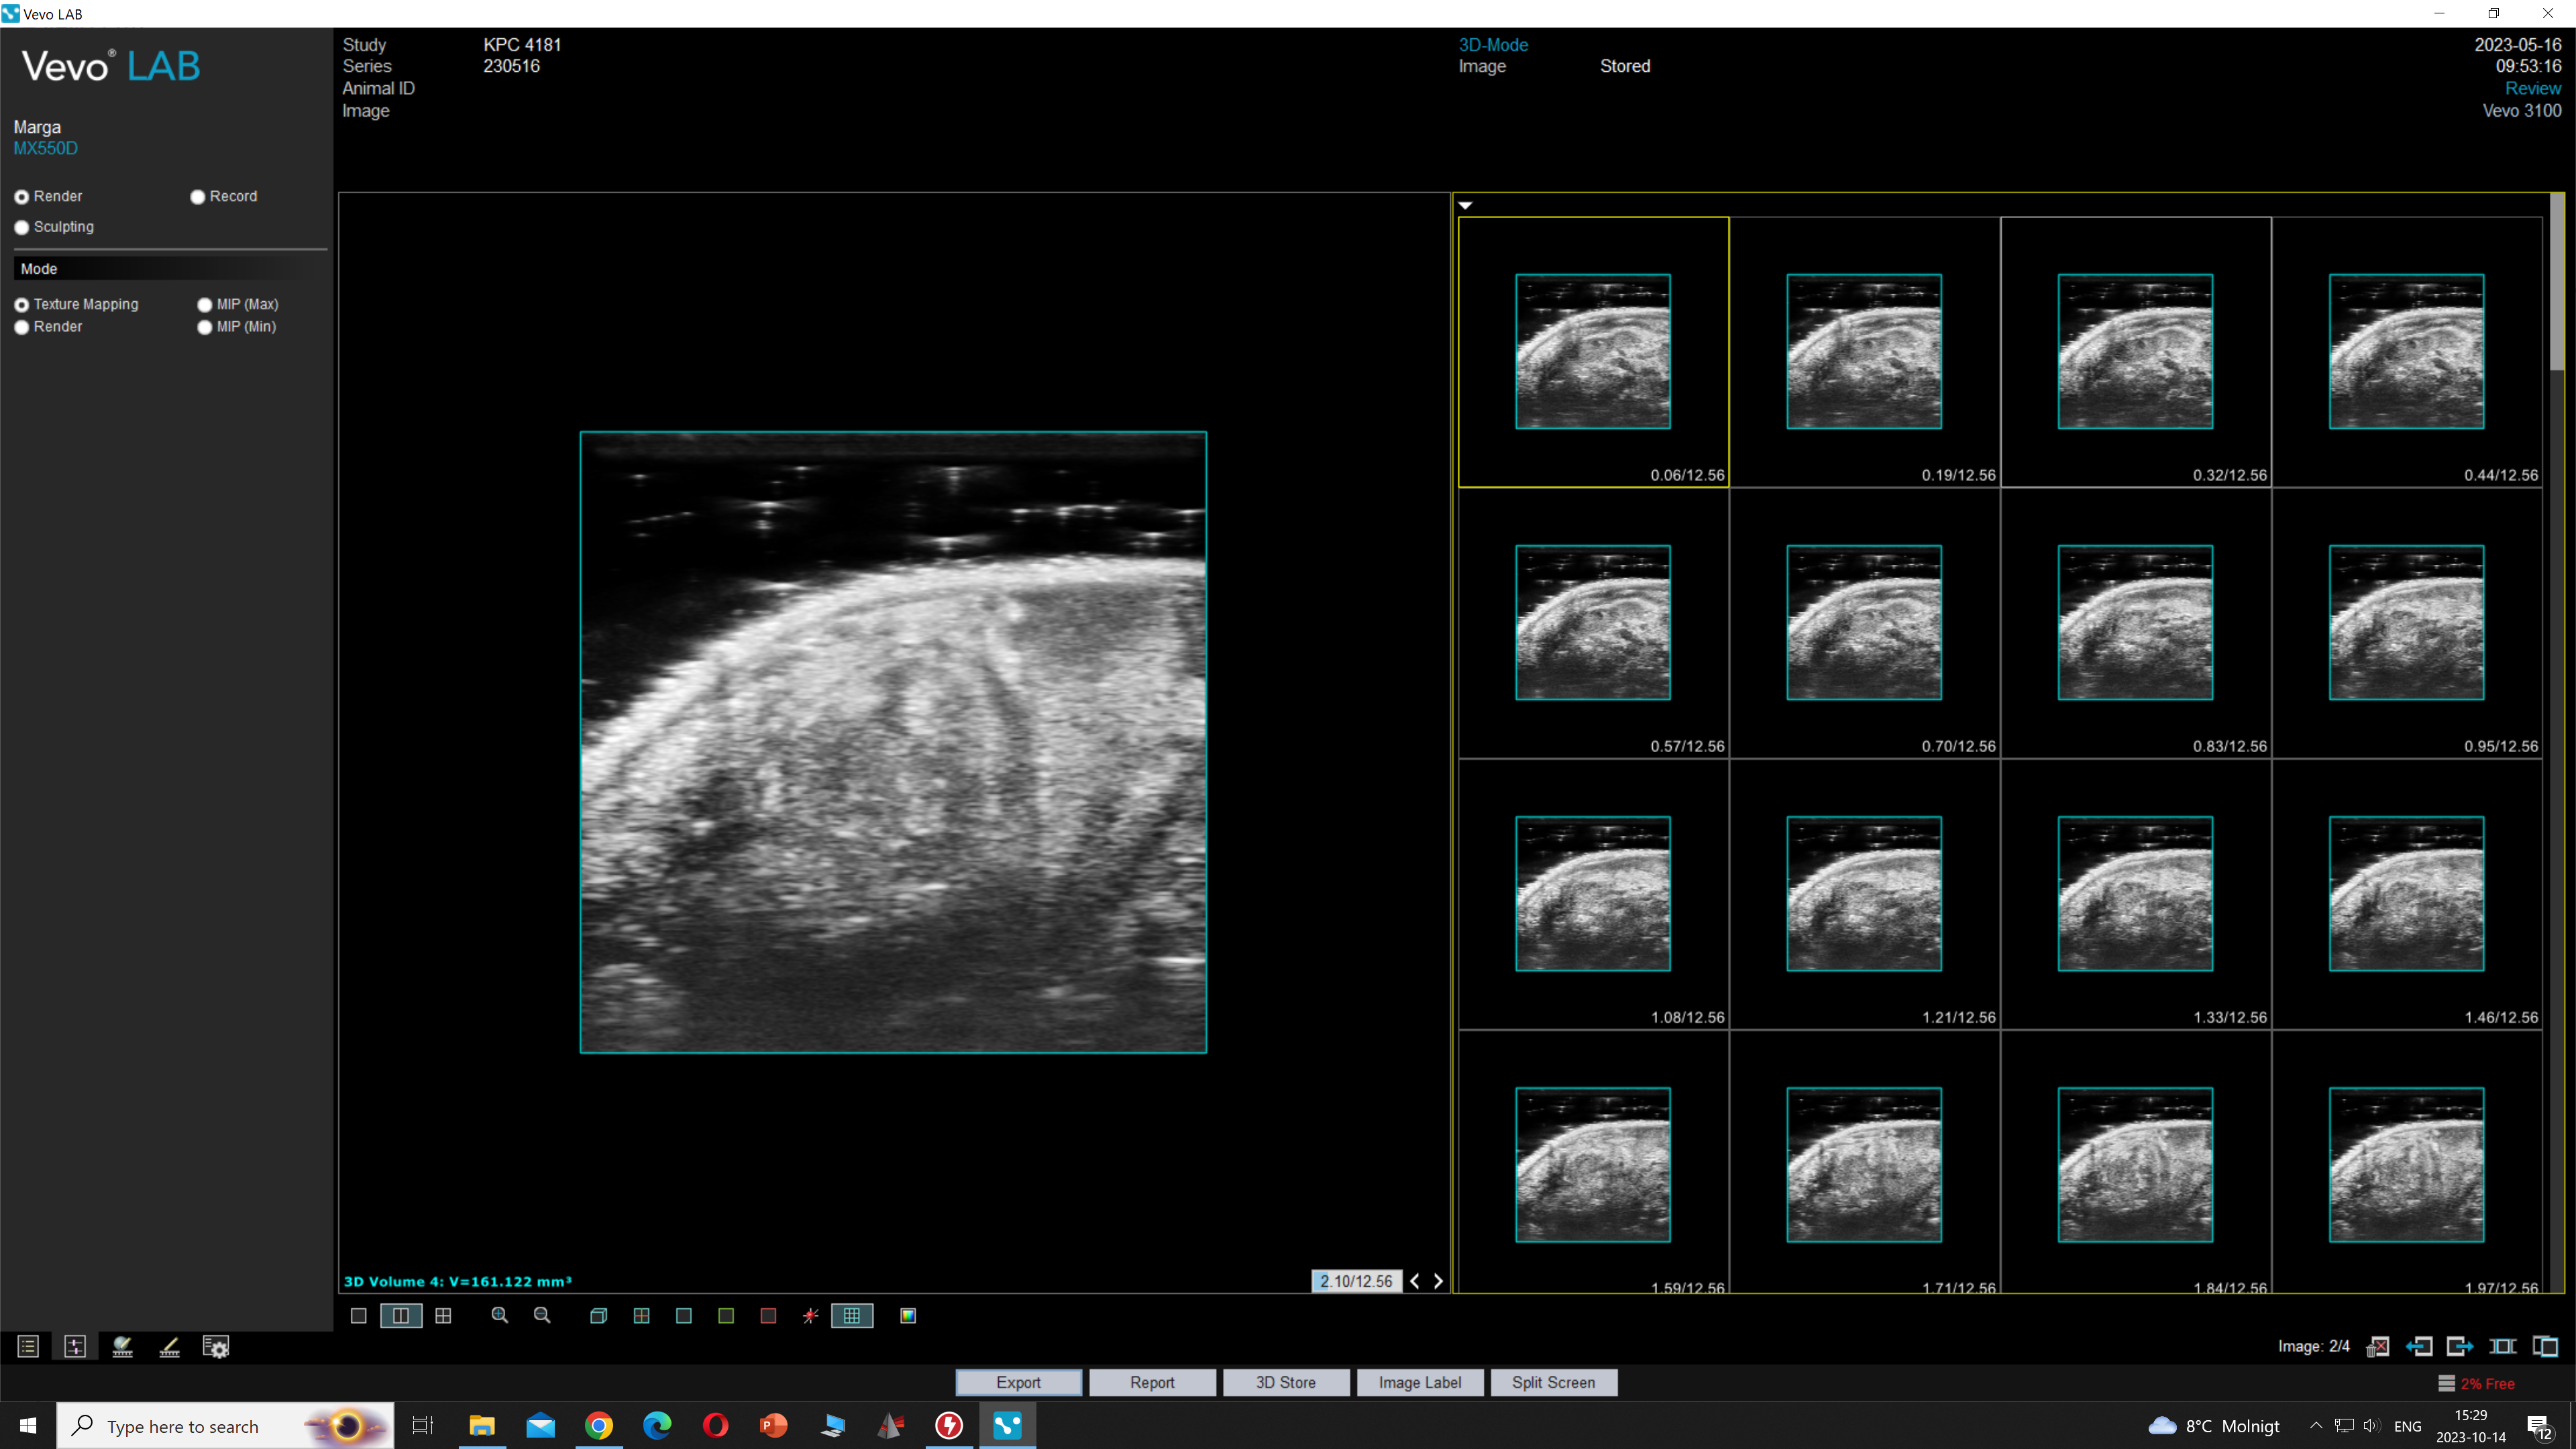 Vevo LAB
Vevo® LAB
Marga
MX550D
Render
Record
Sculpting
Mode
Texture Mapping
MIP (Max)
Render
MIP (Min)
Study KPC 4181
Series 230516
Animal ID
Image
3D-Mode
Image Stored
2023-05-16
09:53:16
Review
Vevo 3100
3D Volume 4: V=161.122 mm³
2.10/12.56
0.06/12.56
0.19/12.56
0.32/12.56
0.44/12.56
0.57/12.56
0.70/12.56
0.83/12.56
0.95/12.56
1.08/12.56
1.21/12.56
1.33/12.56
1.46/12.56
1.59/12.56
1.71/12.56
1.84/12.56
1.97/12.56
Image: 2/4
Export
Report
3D Store
Image Label
Split Screen
2% Free
Type here to search
8°C Molnigt
ENG
15:29
2023-10-14
12